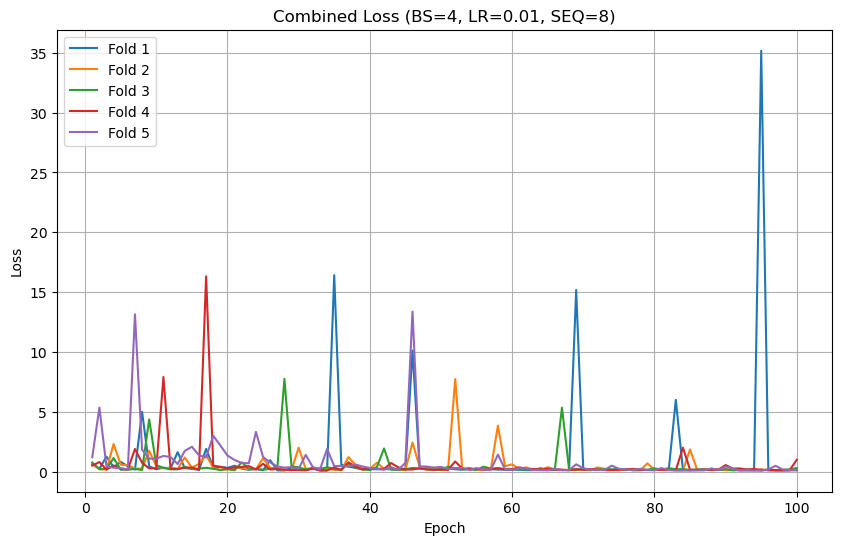 Combined Loss (BS=4, LR=0.01, SEQ=8)
Fold 1
Fold 2
Fold 3
Fold 4
Fold 5
Loss
35
30
25
20
15
10
5
0
0 20 40 60 80 100
Epoch